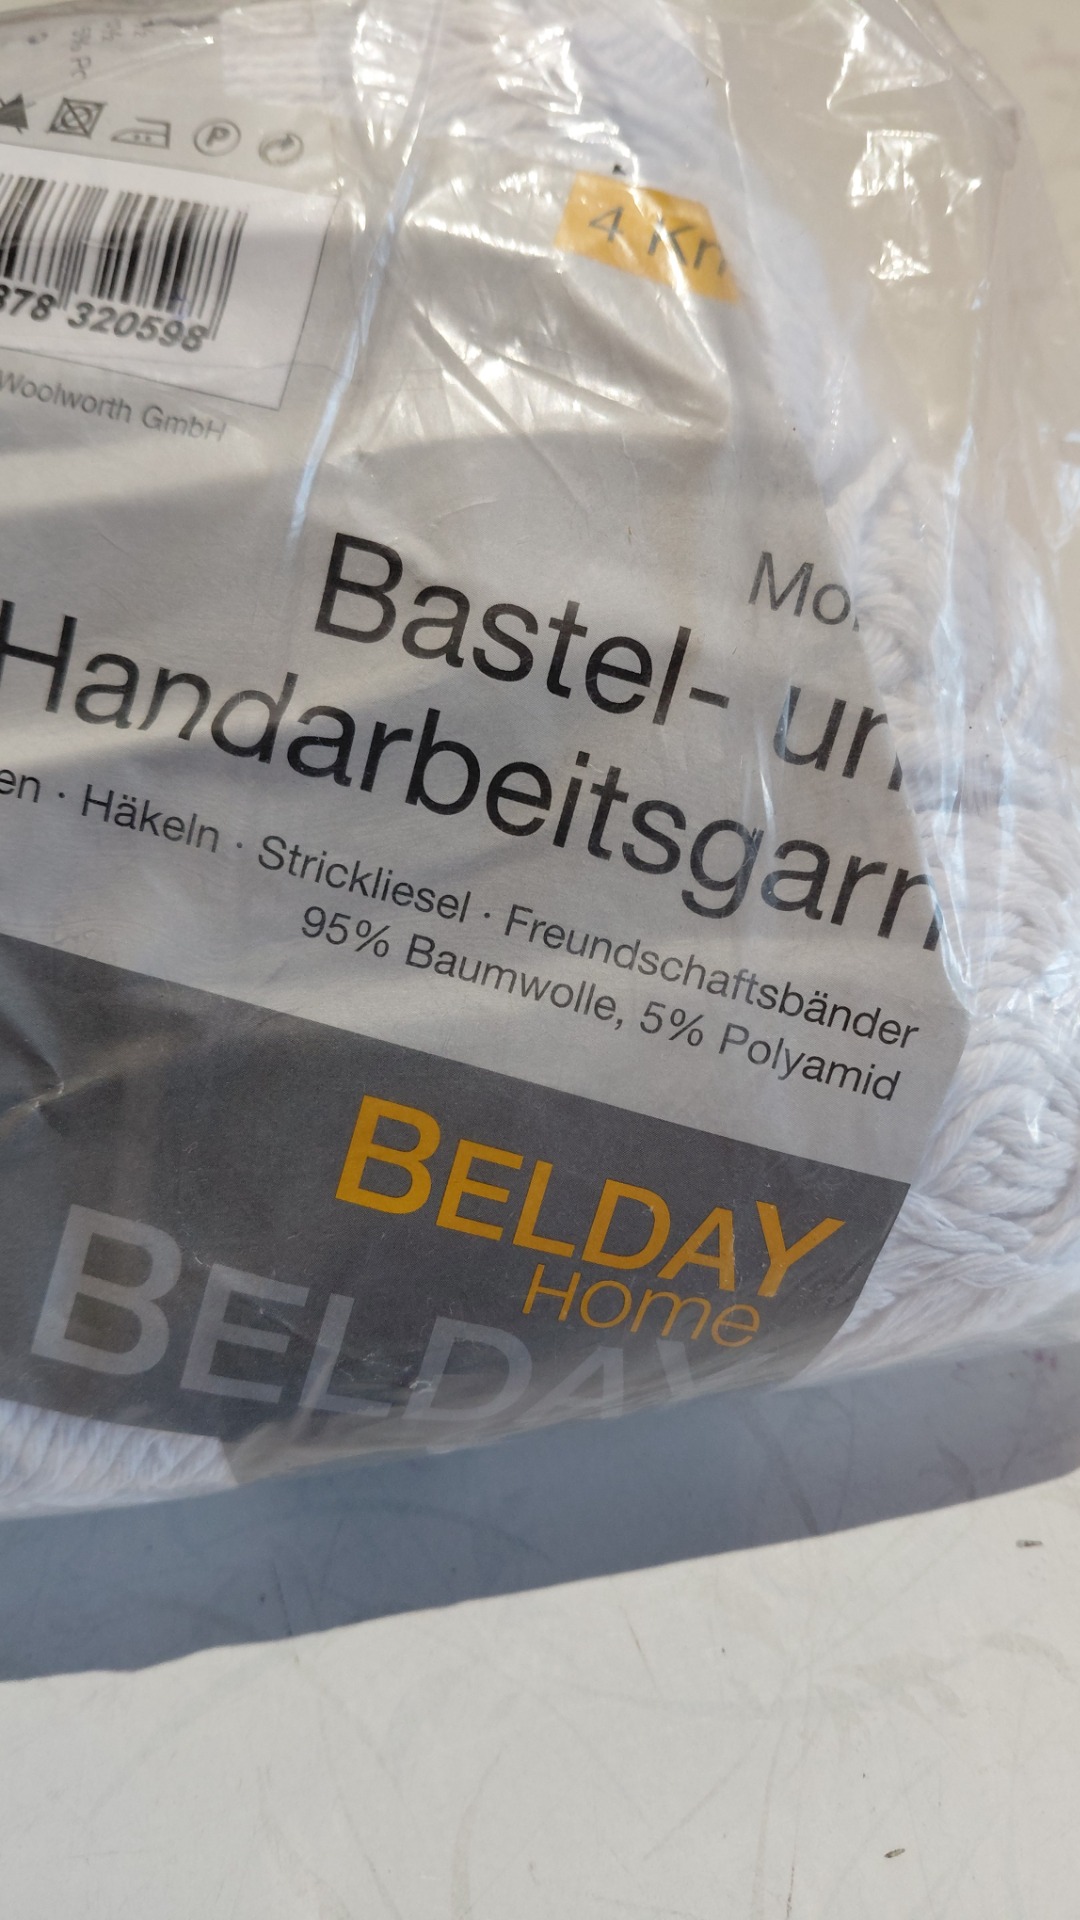 P
4 Kn
378 320598
Woolworth GmbH
Mo
Bastel- un
Handarbeitsgarn
en · Häkeln · Strickliesel · Freundschaftsbänder
95% Baumwolle, 5% Polyamid
BELDAY
Home
BELDAY